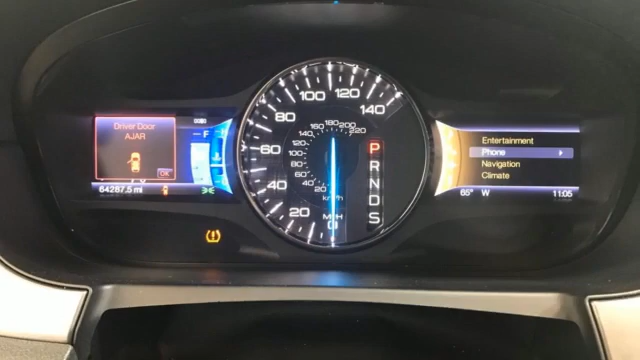 Driver Door
AJAR
OK
F
64287.5 mi
20
40
60
80
100
120
140
20
40
60
80
100
120
140
160
180
200
220
km/h
MPH
P
R
N
D
S
Entertainment
Phone
Navigation
Climate
65° W 11:05